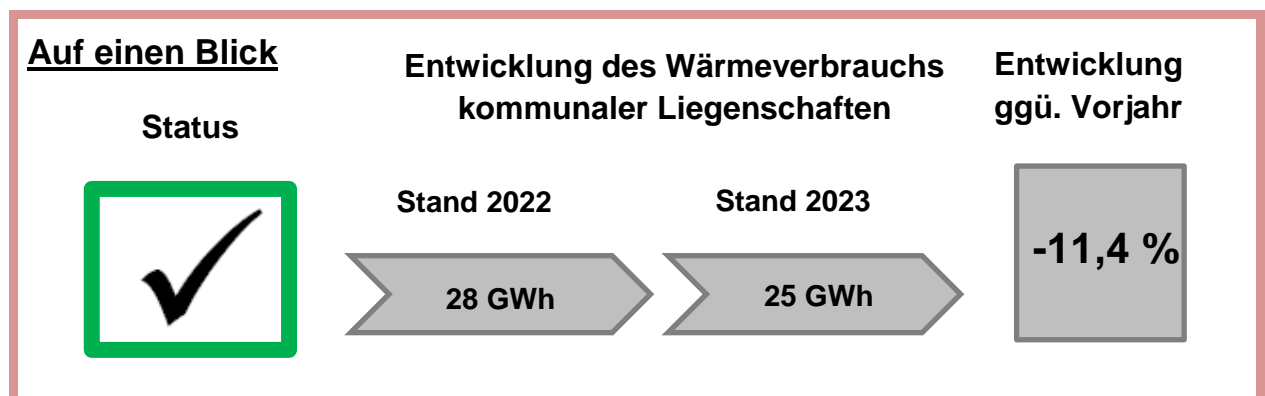 Auf einen Blick
Status
Entwicklung des Wärmeverbrauchs
kommunaler Liegenschaften
Entwicklung
ggü. Vorjahr
Stand 2022
Stand 2023
28 GWh
25 GWh
-11,4 %